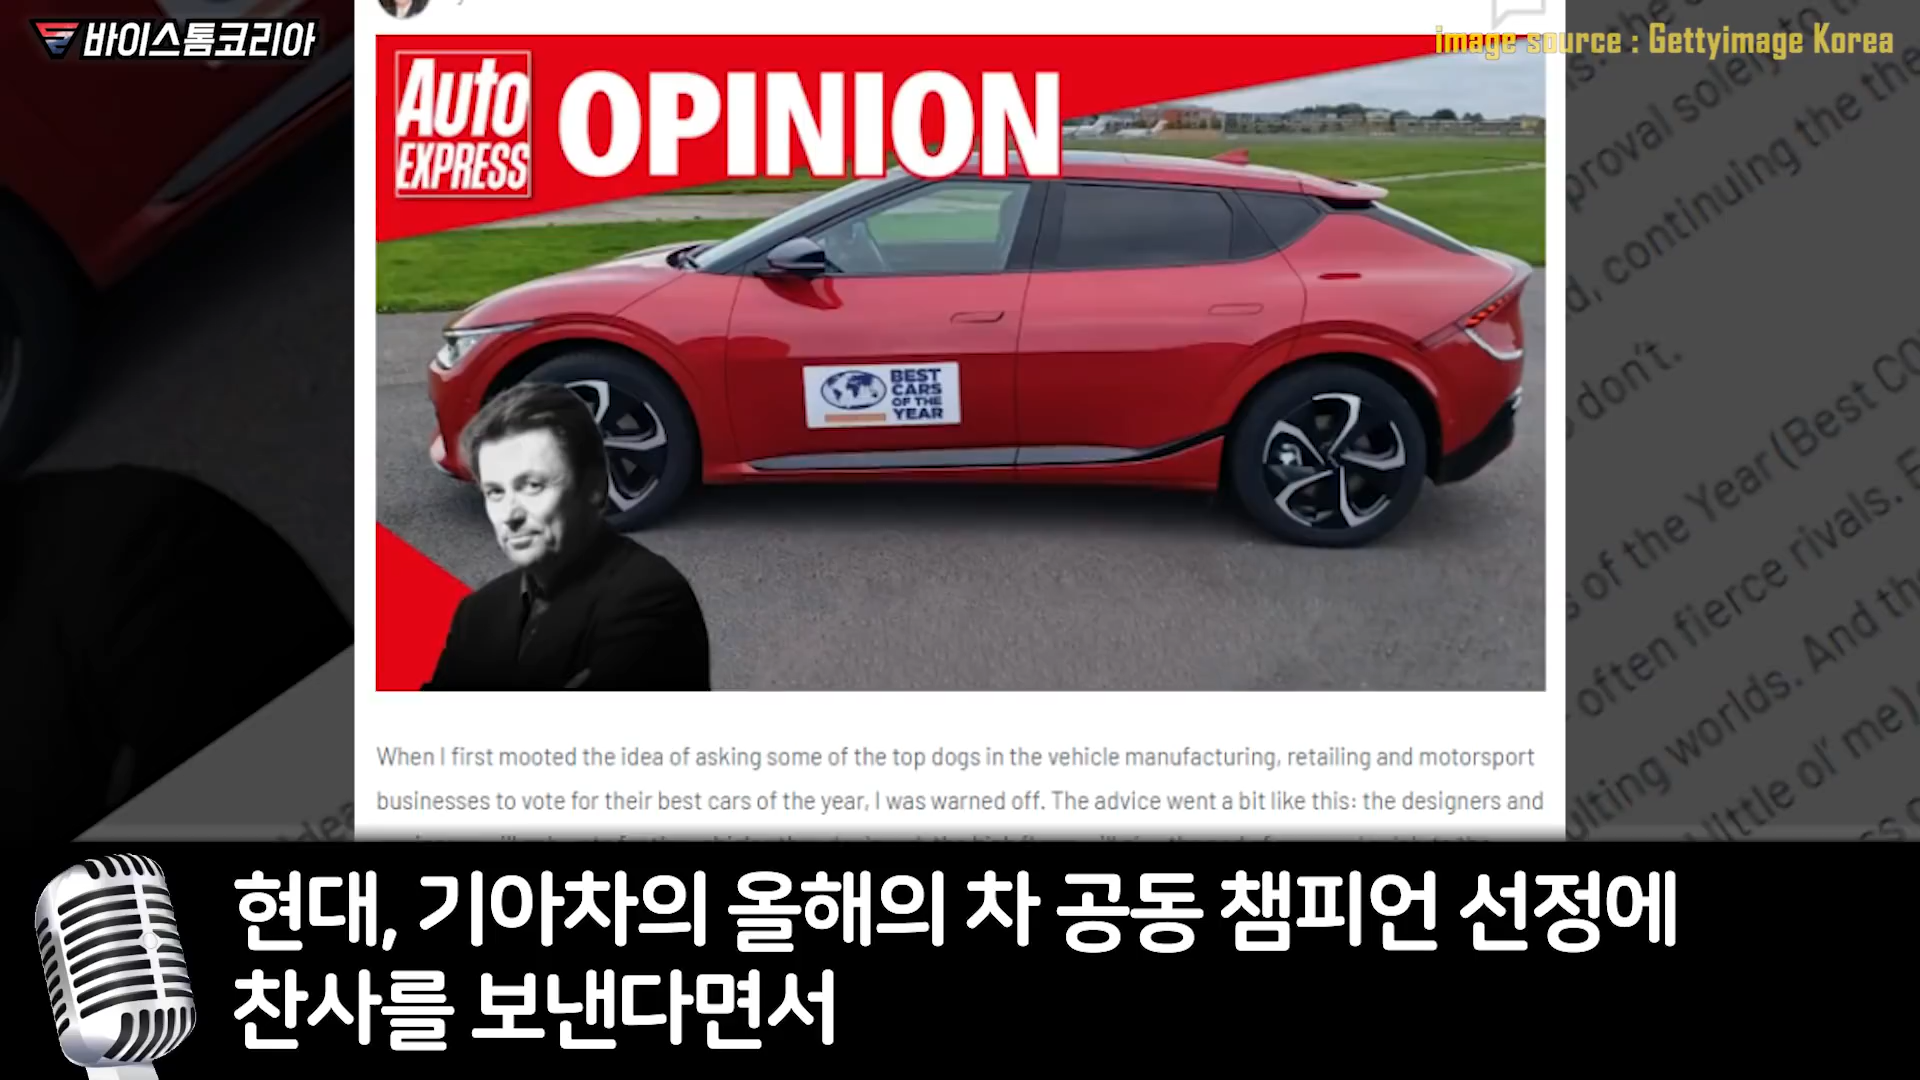 바이스톰코리아
image source : Gettyimage Korea
Auto
EXPRESS
OPINION
BEST
CARS
OF THE
YEAR
When I first mooted the idea of asking some of the top dogs in the vehicle manufacturing, retailing and motorsport
businesses to vote for their best cars of the year, I was warned off. The advice went a bit like this: the designers and
proval solely to th
d, continuing the the
s don't.
s of the Year (Best CO
- often fierce rivals. E
ulting worlds. And the
little ol' me)
현대, 기아차의 올해의 차 공동 챔피언 선정에
찬사를 보낸다면서